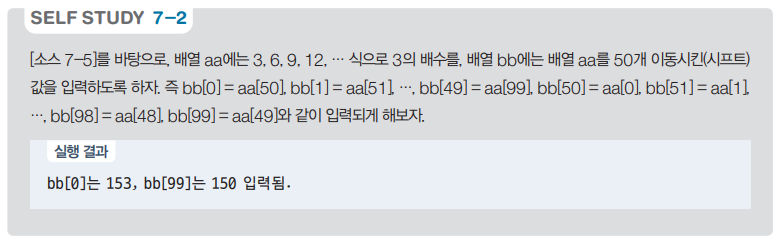 SELF STUDY 7-2
[소스 7-5]를 바탕으로, 배열 aa에는 3, 6, 9, 12, … 식으로 3의 배수를, 배열 bb에는 배열 aa를 50개 이동시킨(시프트)
값을 입력하도록 하자. 즉 bb[0] = aa[50], bb[1] = aa[51], …, bb[49] = aa[99], bb[50] = aa[0], bb[51] = aa[1],
…, bb[98] = aa[48], bb[99] = aa[49]와 같이 입력되게 해보자.
실행 결과
bb[0]는 153, bb[99]는 150 입력됨.